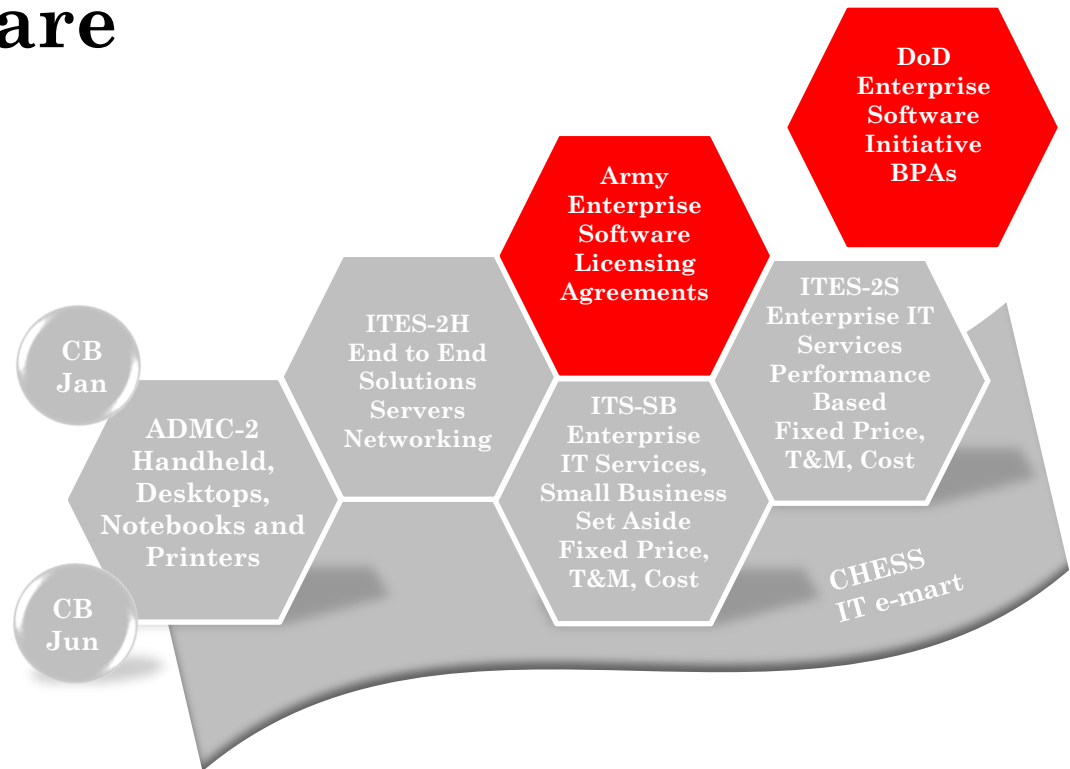 are
DoD
Enterprise
Software
Initiative
BPAs
Army
Enterprise
Software
Licensing
Agreements
ITES-2S
Enterprise IT
Services
Performance
Based
Fixed Price,
T&M, Cost
ITES-2H
End to End
Solutions
Servers
Networking
CB
Jan
ITS-SB
Enterprise
IT Services,
Small Business
Set Aside
Fixed Price,
T&M, Cost
ADMC-2
Handheld,
Desktops,
Notebooks and
Printers
CHESS
IT e-mart
CB
Jun